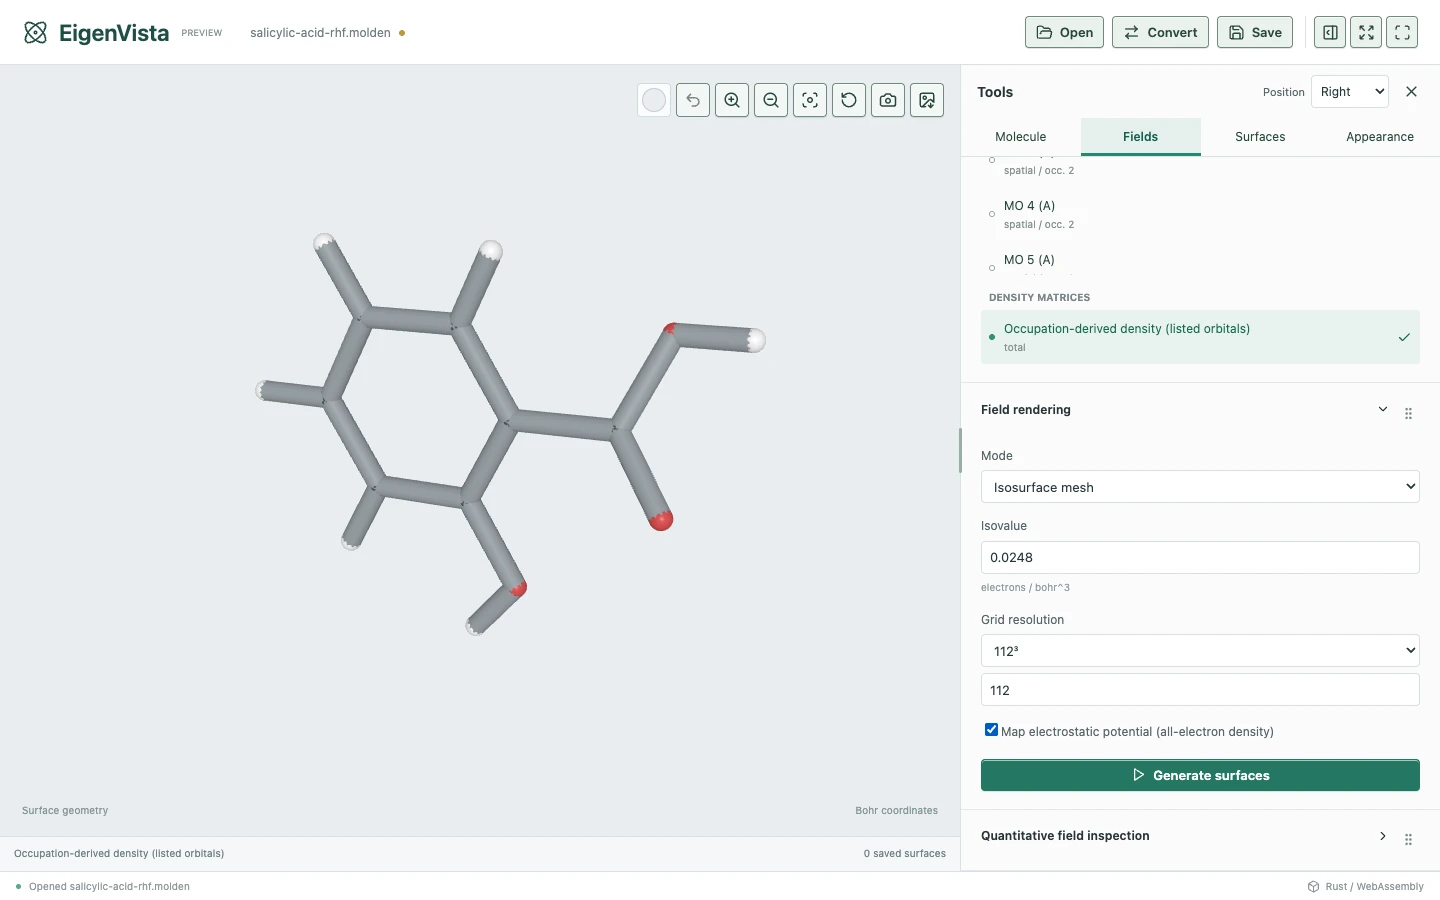 EigenVista PREVIEW salicylic-acid-rhf.molden Open Convert Save
Tools Position Right
Molecule Fields Surfaces Appearance
spatial / occ. 2
MO 4 (A)
spatial / occ. 2
MO 5 (A)
DENSITY MATRICES
Occupation-derived density (listed orbitals)
total
Field rendering
Mode
Isosurface mesh
Isovalue
0.0248
electrons / bohr^3
Grid resolution
112³
112
Map electrostatic potential (all-electron density)
Generate surfaces
Quantitative field inspection
Surface geometry Bohr coordinates
Occupation-derived density (listed orbitals) 0 saved surfaces
Opened salicylic-acid-rhf.molden Rust / WebAssembly